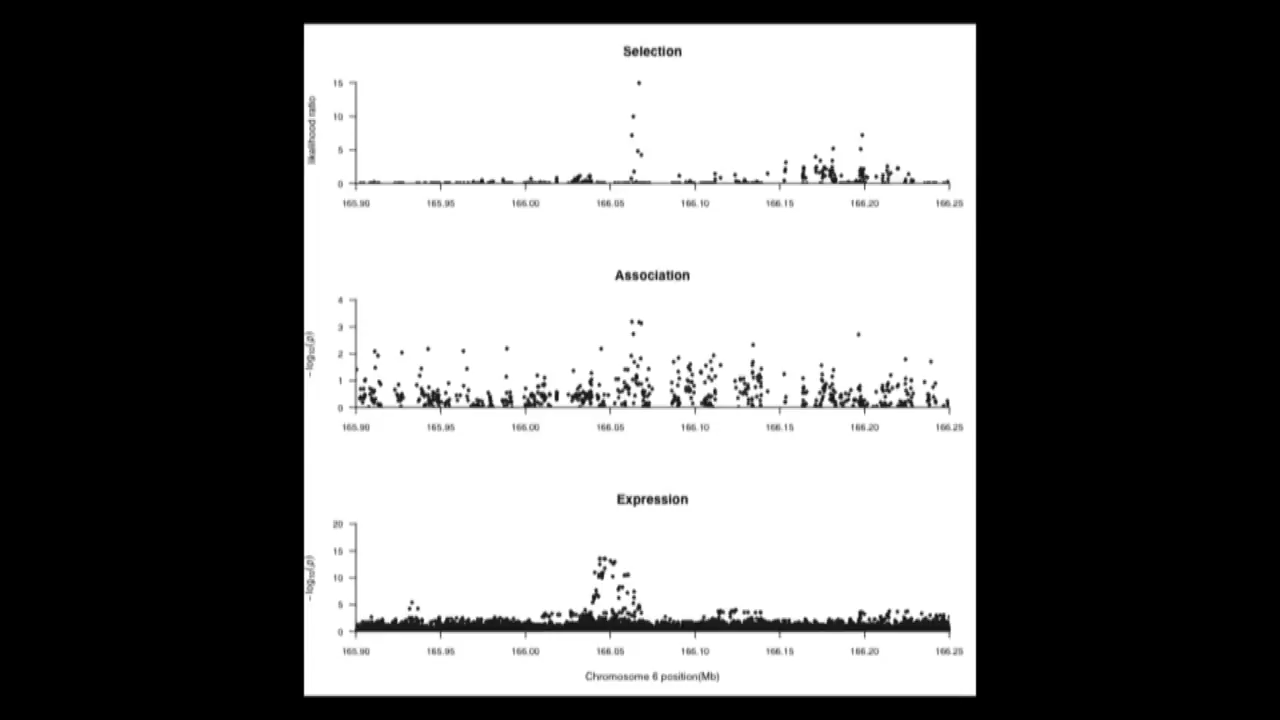 Selection
likelihood ratio
15
10
5
0
165.90 165.95 166.00 166.05 166.10 166.15 166.20 166.25
Association
−log10(p)
4
3
2
1
0
165.90 165.95 166.00 166.05 166.10 166.15 166.20 166.25
Expression
−log10(p)
20
15
10
5
0
165.90 165.95 166.00 166.05 166.10 166.15 166.20 166.25
Chromosome 6 position(Mb)